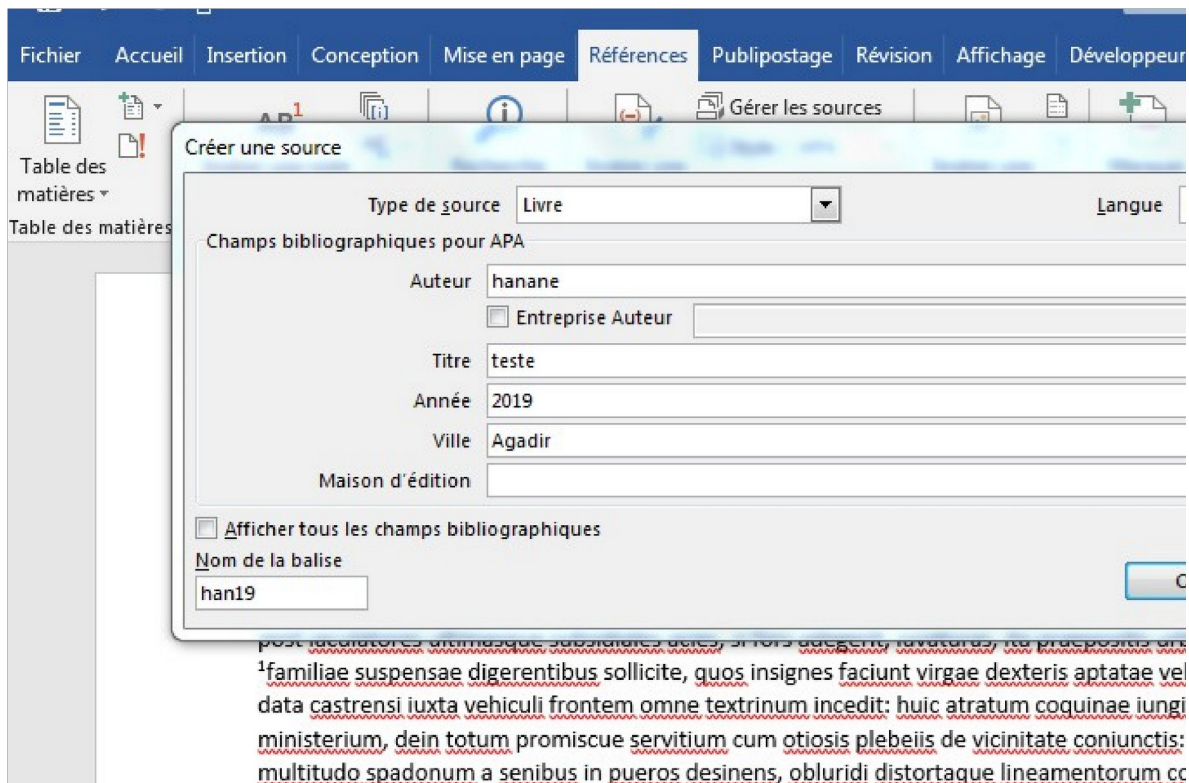 Fichier Accueil Insertion Conception Mise en page Références Publipostage Révision Affichage Développeur
AB¹ [i] Gérer les sources
Créer une source
Table des
matières
Table des matières
Type de source Livre Langue
Champs bibliographiques pour APA
Auteur hanane
Entreprise Auteur
Titre teste
Année 2019
Ville Agadir
Maison d'édition
Afficher tous les champs bibliographiques
Nom de la balise
han19
¹familiae suspensae digerentibus sollicite, quos insignes faciunt virgae dexteris aptatae vel
data castrensi iuxta vehiculi frontem omne textrinum incedit: huic atratum coquinae iungi
ministerium, dein totum promiscue servitium cum otiosis plebeiis de vicinitate coniunctis:
multitudo spadonum a senibus in pueros desinens, obluridi distortaque lineamentorum co